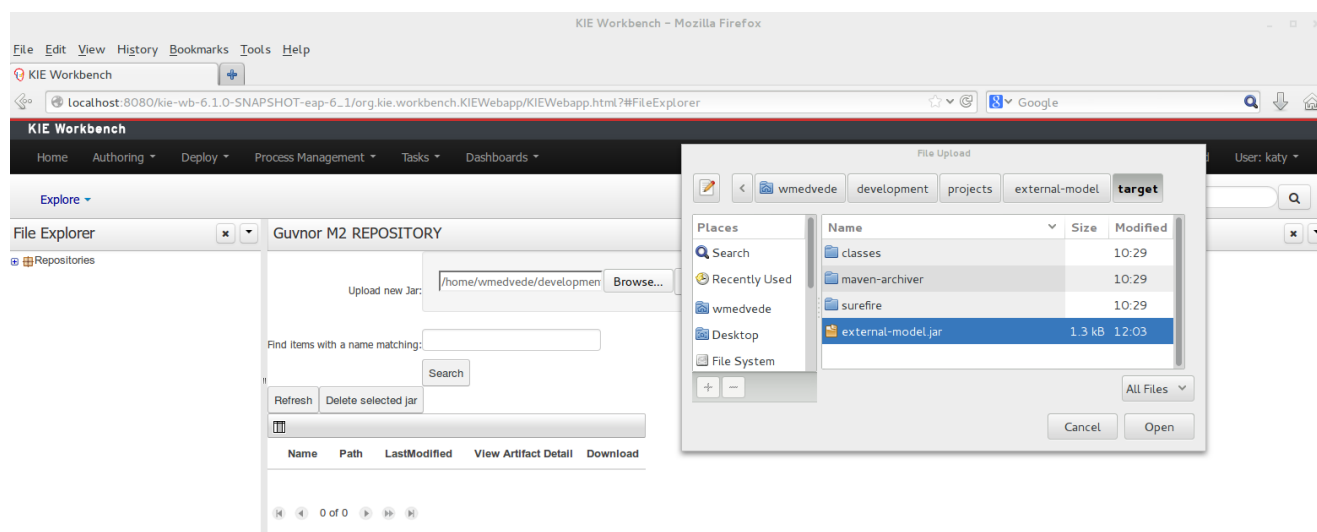 KIE Workbench - Mozilla Firefox
File Edit View History Bookmarks Tools Help
KIE Workbench
localhost:8080/kie-wb-6.1.0-SNAPSHOT-eap-6_1/org.kie.workbench.KIEWebapp/KIEWebapp.html?#FileExplorer
Google
KIE Workbench
Home Authoring Deploy Process Management Tasks Dashboards
User: katy
Explore
File Explorer
Repositories
Guvnor M2 REPOSITORY
Upload new Jar: /home/wmedvede/developmen Browse...
Find items with a name matching:
Search
Refresh Delete selected jar
Name Path LastModified View Artifact Detail Download
0 of 0
File Upload
wmedvede development projects external-model target
Places
Search
Recently Used
wmedvede
Desktop
File System
Name Size Modified
classes 10:29
maven-archiver 10:29
surefire 10:29
external-model.jar 1.3 kB 12:03
All Files
Cancel Open